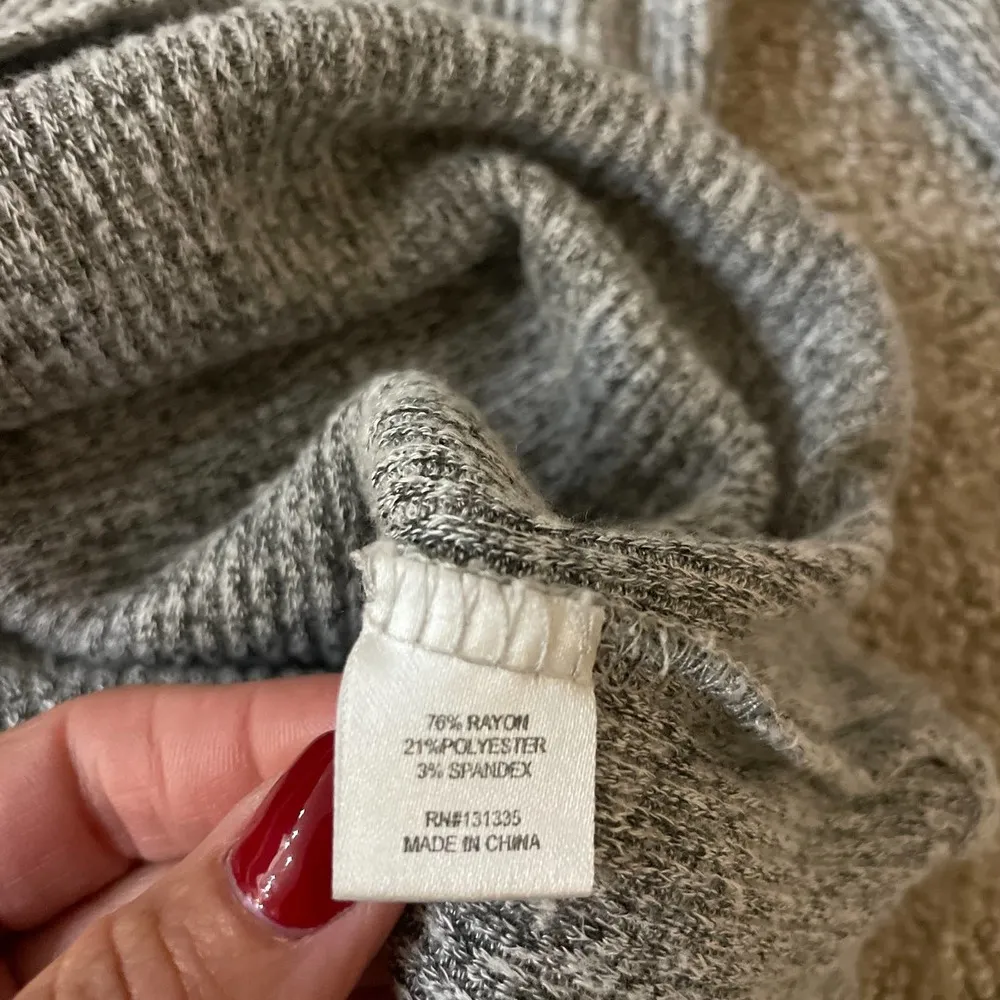 76% RAYON
21%POLYESTER
3% SPANDEX
RN#131335
MADE IN CHINA